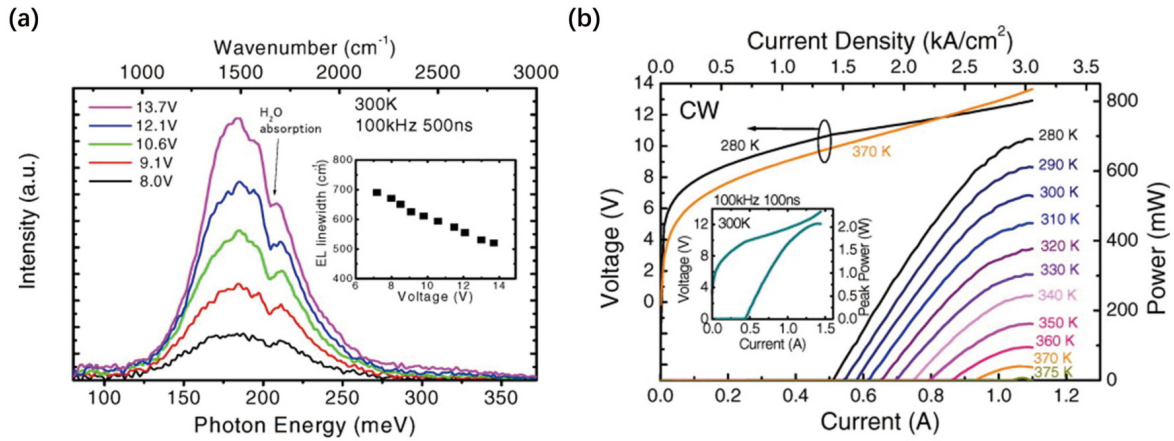 (a)
Wavenumber (cm-1)
1000 1500 2000 2500 3000
13.7V
12.1V
10.6V
9.1V
8.0V
H2O
absorption
300K
100kHz 500ns
EL linewidth (cm-1)
800
700
600
500
400
6 8 10 12 14
Voltage (V)
Intensity (a.u.)
100 150 200 250 300 350
Photon Energy (meV)
(b)
Current Density (kA/cm2)
0.0 0.5 1.0 1.5 2.0 2.5 3.0 3.5
14
12
10
8
6
4
2
0
Voltage (V)
CW
280 K
370 K
800
600
400
200
0
Power (mW)
280 K
290 K
300 K
310 K
320 K
330 K
340 K
350 K
360 K
370 K
375 K
100kHz 100ns
300K
12
8
4
0
Voltage (V)
2.0
1.5
1.0
0.5
0.0
Peak Power (W)
0.0 0.5 1.0 1.5
Current (A)
0.0 0.2 0.4 0.6 0.8 1.0 1.2
Current (A)